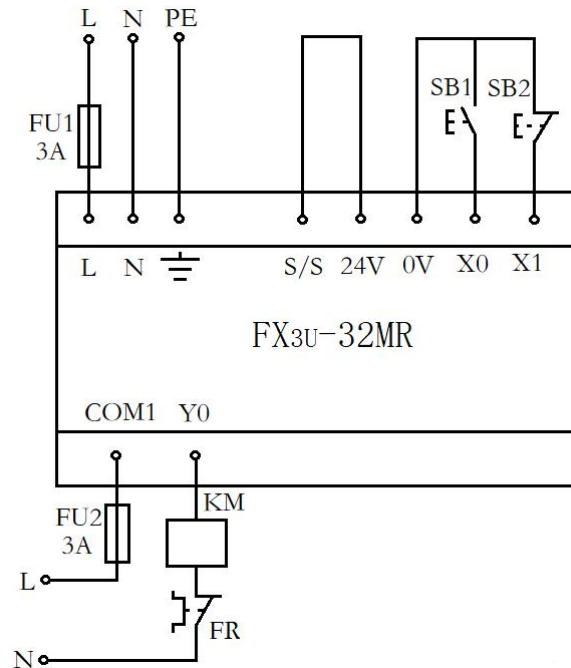 L N PE
SB1 SB2
FU1
3A
L N S/S 24V 0V X0 X1
FX3U-32MR
COM1 Y0
KM
FU2
3A
L
FR
N